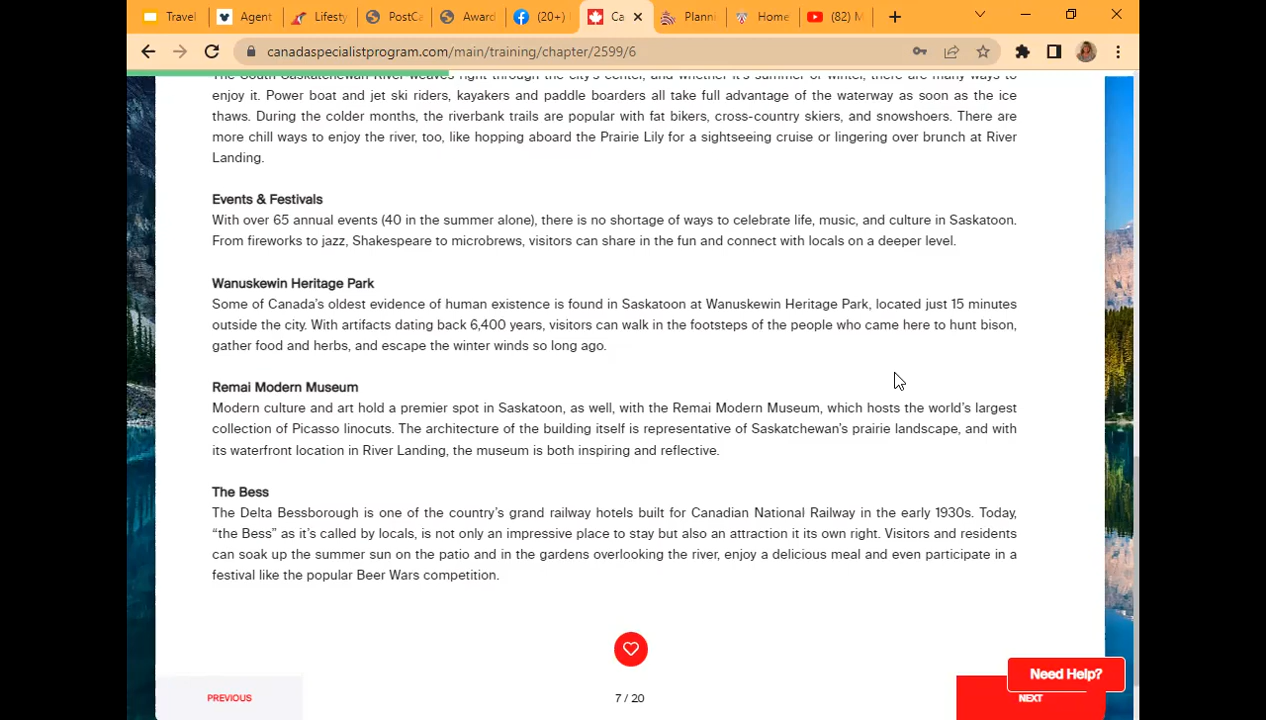 Travel
Agent
Lifesty
PostCa
Award
(20+)
Ca
Planni
Home
(82) M
canadaspecialistprogram.com/main/training/chapter/2599/6
The South Saskatchewan River weaves right through the city's center, and whether it's summer or winter, there are many ways to
enjoy it. Power boat and jet ski riders, kayakers and paddle boarders all take full advantage of the waterway as soon as the ice
thaws. During the colder months, the riverbank trails are popular with fat bikers, cross-country skiers, and snowshoers. There are
more chill ways to enjoy the river, too, like hopping aboard the Prairie Lily for a sightseeing cruise or lingering over brunch at River
Landing.
Events & Festivals
With over 65 annual events (40 in the summer alone), there is no shortage of ways to celebrate life, music, and culture in Saskatoon.
From fireworks to jazz, Shakespeare to microbrews, visitors can share in the fun and connect with locals on a deeper level.
Wanuskewin Heritage Park
Some of Canada's oldest evidence of human existence is found in Saskatoon at Wanuskewin Heritage Park, located just 15 minutes
outside the city. With artifacts dating back 6,400 years, visitors can walk in the footsteps of the people who came here to hunt bison,
gather food and herbs, and escape the winter winds so long ago.
Remai Modern Museum
Modern culture and art hold a premier spot in Saskatoon, as well, with the Remai Modern Museum, which hosts the world's largest
collection of Picasso linocuts. The architecture of the building itself is representative of Saskatchewan's prairie landscape, and with
its waterfront location in River Landing, the museum is both inspiring and reflective.
The Bess
The Delta Bessborough is one of the country's grand railway hotels built for Canadian National Railway in the early 1930s. Today,
“the Bess” as it's called by locals, is not only an impressive place to stay but also an attraction it its own right. Visitors and residents
can soak up the summer sun on the patio and in the gardens overlooking the river, enjoy a delicious meal and even participate in a
festival like the popular Beer Wars competition.
Need Help?
PREVIOUS
7 / 20
NEXT